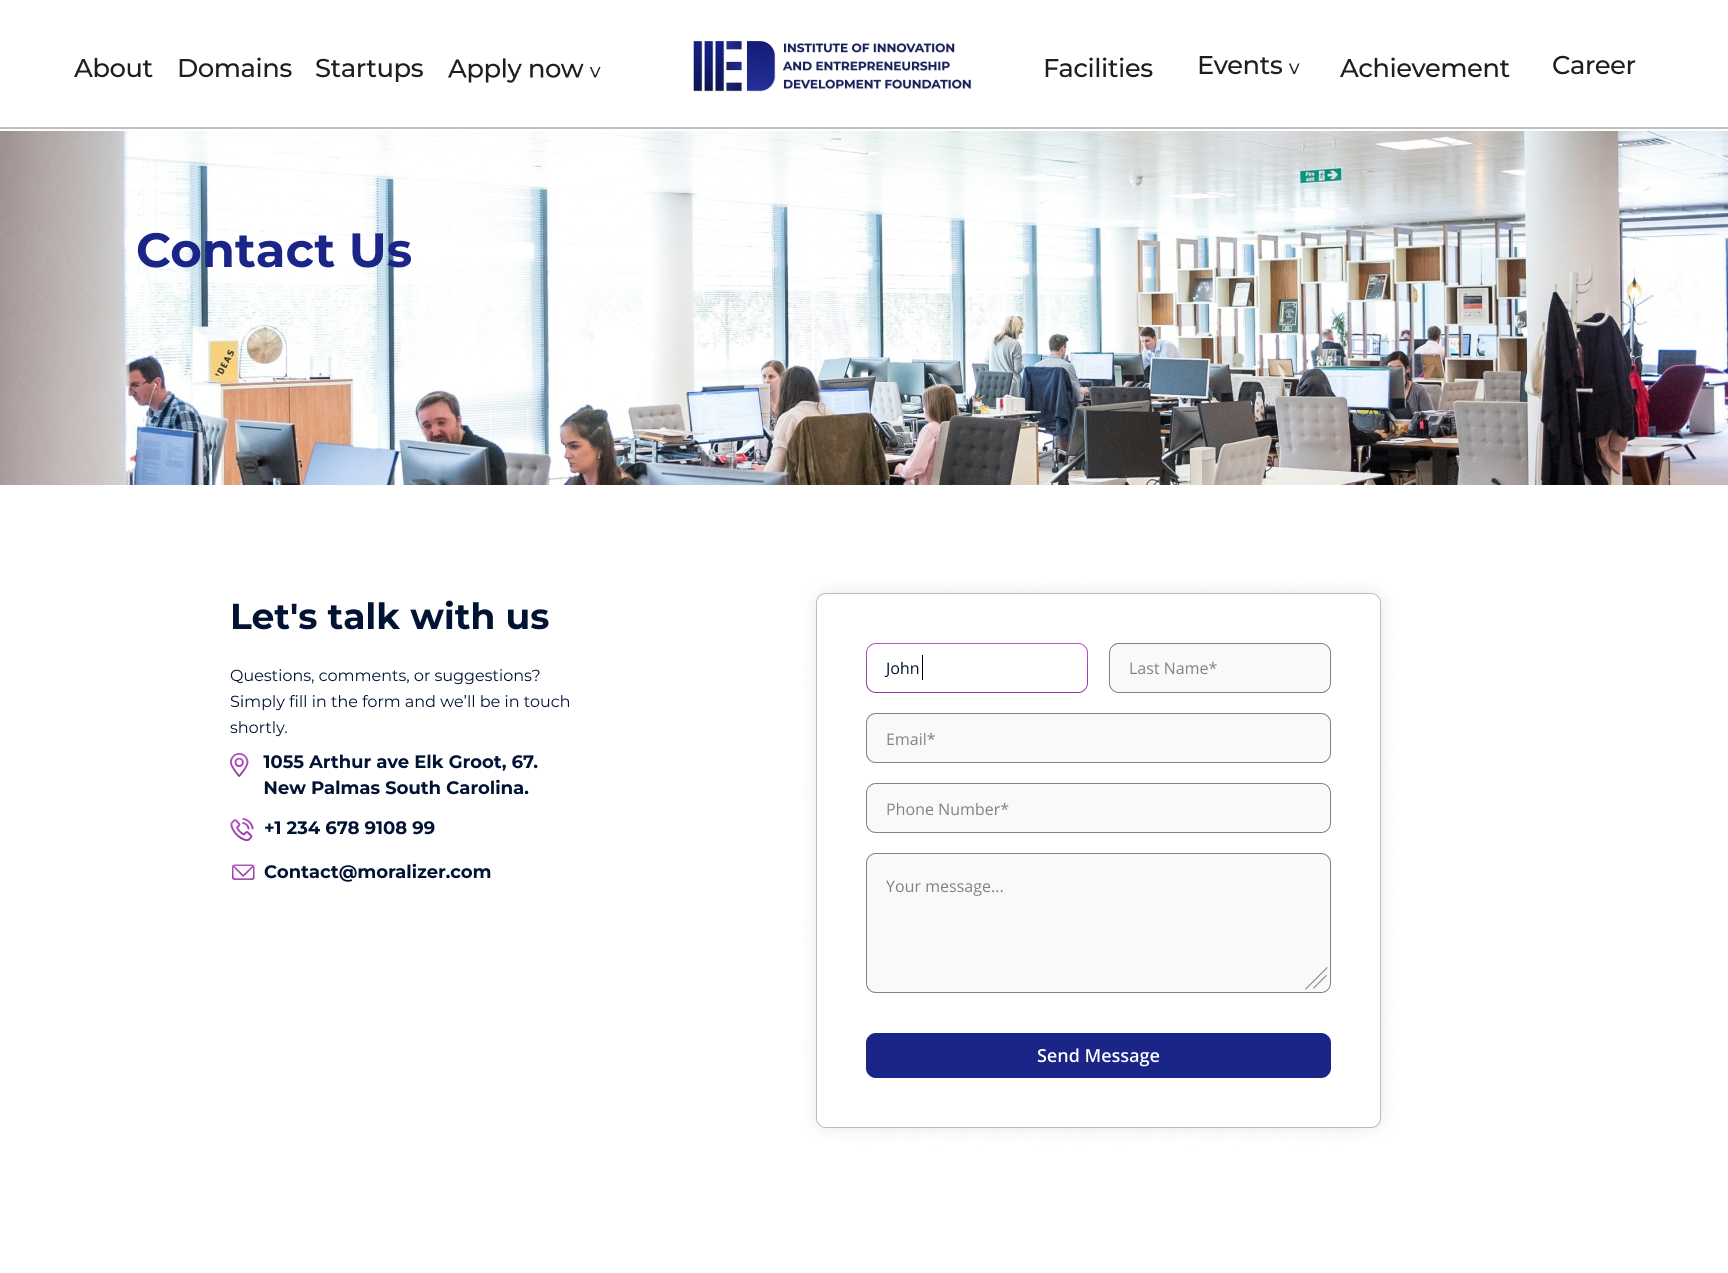 About Domains Startups Apply now v
INSTITUTE OF INNOVATION
AND ENTREPRENEURSHIP
DEVELOPMENT FOUNDATION
Facilities Events v Achievement Career
Fire exit
Contact Us
IDEAS
Let's talk with us
Questions, comments, or suggestions?
Simply fill in the form and we’ll be in touch
shortly.
1055 Arthur ave Elk Groot, 67.
New Palmas South Carolina.
+1 234 678 9108 99
Contact@moralizer.com
John
Last Name*
Email*
Phone Number*
Your message...
Send Message